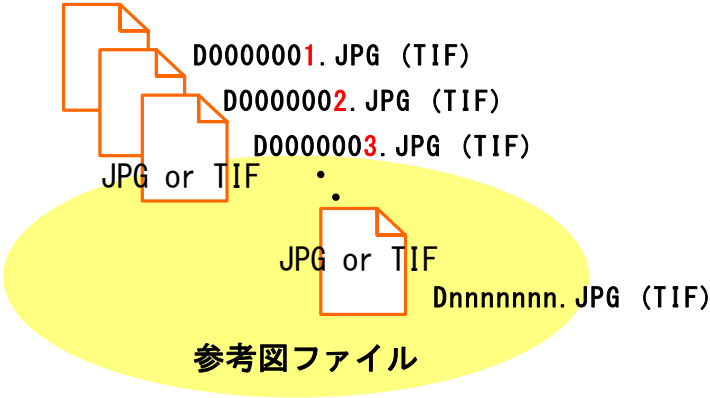 D0000001.JPG (TIF)
D0000002.JPG (TIF)
D0000003.JPG (TIF)
JPG or TIF
JPG or TIF
Dnnnnnnn.JPG (TIF)
参考図ファイル